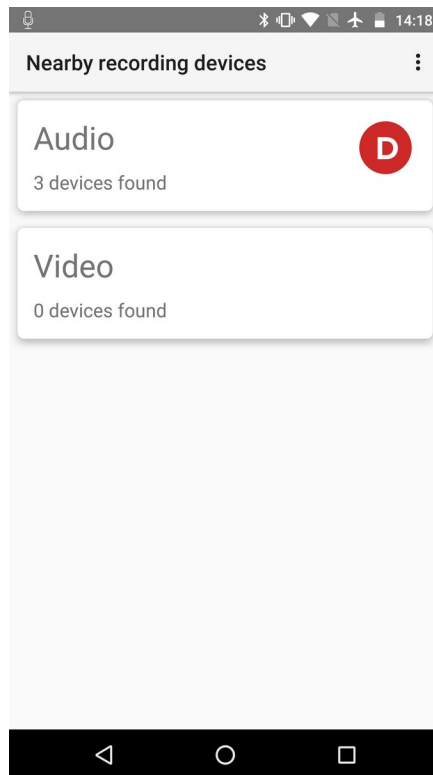 14:18
Nearby recording devices
Audio
D
3 devices found
Video
0 devices found